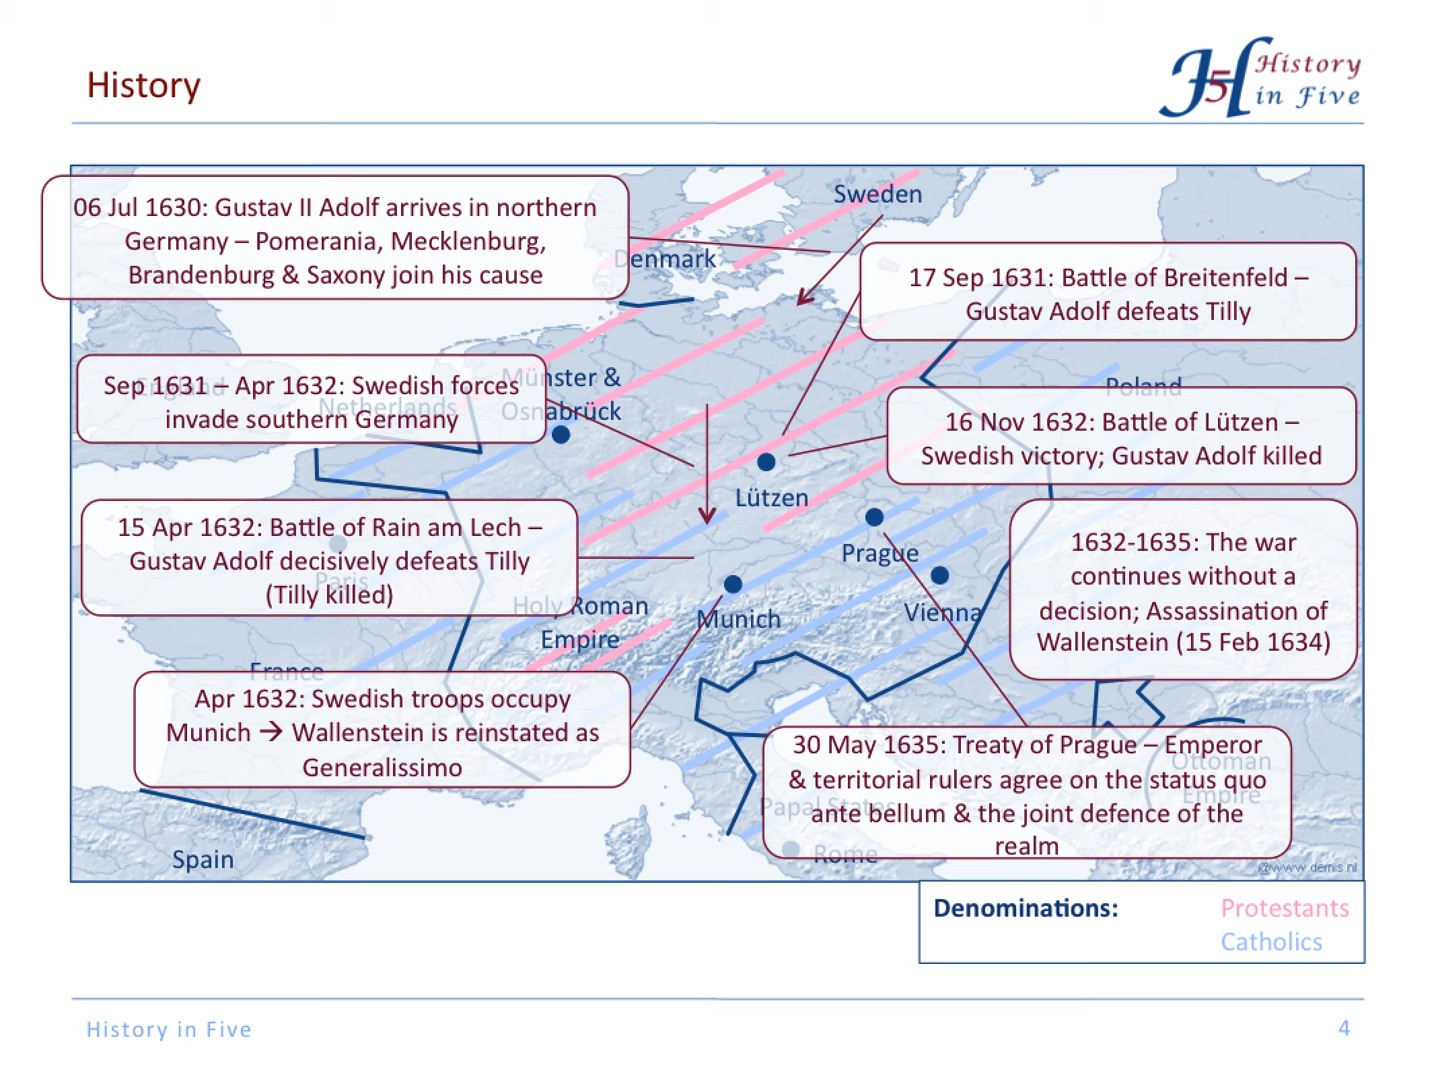 History
History
in Five
06 Jul 1630: Gustav II Adolf arrives in northern
Germany – Pomerania, Mecklenburg,
Brandenburg & Saxony join his cause
Sweden
Denmark
17 Sep 1631: Battle of Breitenfeld –
Gustav Adolf defeats Tilly
Sep 1631 – Apr 1632: Swedish forces
invade southern Germany
England
Netherlands
Münster &
Osnabrück
Poland
16 Nov 1632: Battle of Lützen –
Swedish victory; Gustav Adolf killed
Lützen
15 Apr 1632: Battle of Rain am Lech –
Gustav Adolf decisively defeats Tilly
(Tilly killed)
Paris
Prague
1632-1635: The war
continues without a
decision; Assassination of
Wallenstein (15 Feb 1634)
Holy Roman
Empire
Munich
Vienna
France
Apr 1632: Swedish troops occupy
Munich → Wallenstein is reinstated as
Generalissimo
30 May 1635: Treaty of Prague – Emperor
& territorial rulers agree on the status quo
ante bellum & the joint defence of the
realm
Ottoman
Empire
Papal States
Rome
Spain
@www.demis.nl
Denominations:
Protestants
Catholics
History in Five
4